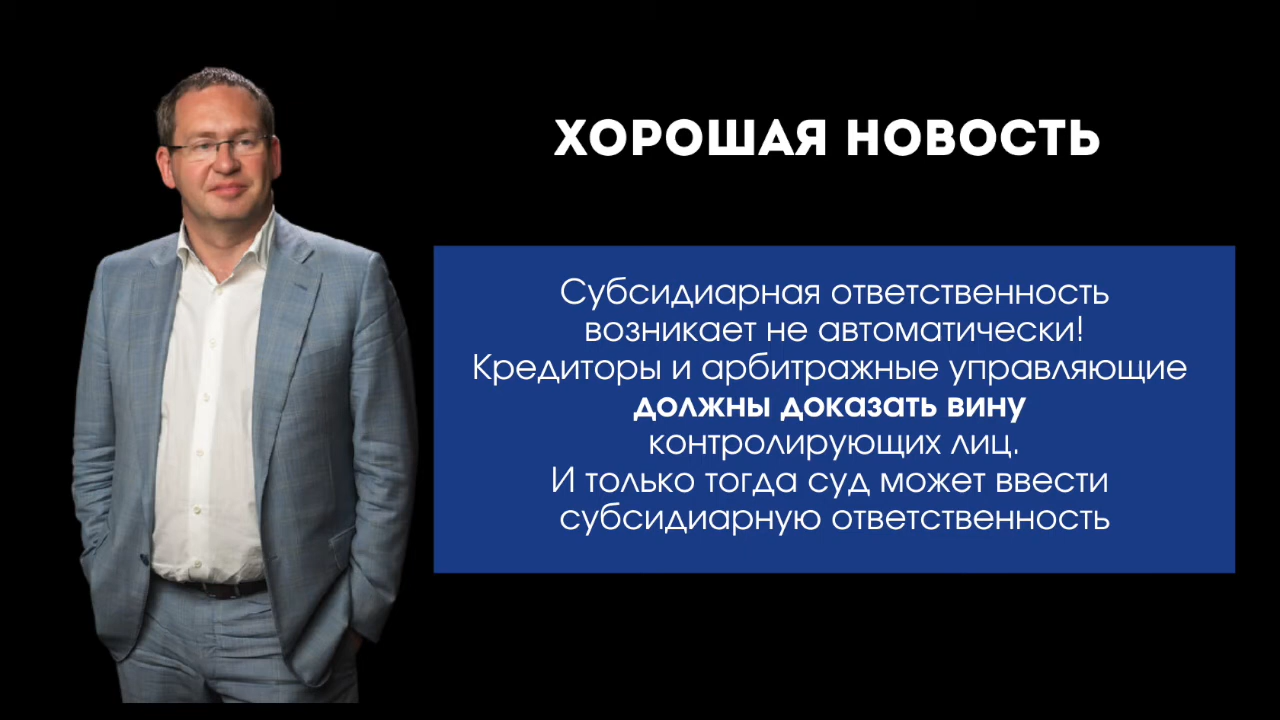 ХОРОШАЯ НОВОСТЬ
Субсидиарная ответственность
возникает не автоматически!
Кредиторы и арбитражные управляющие
должны доказать вину
контролирующих лиц.
И только тогда суд может ввести
субсидиарную ответственность